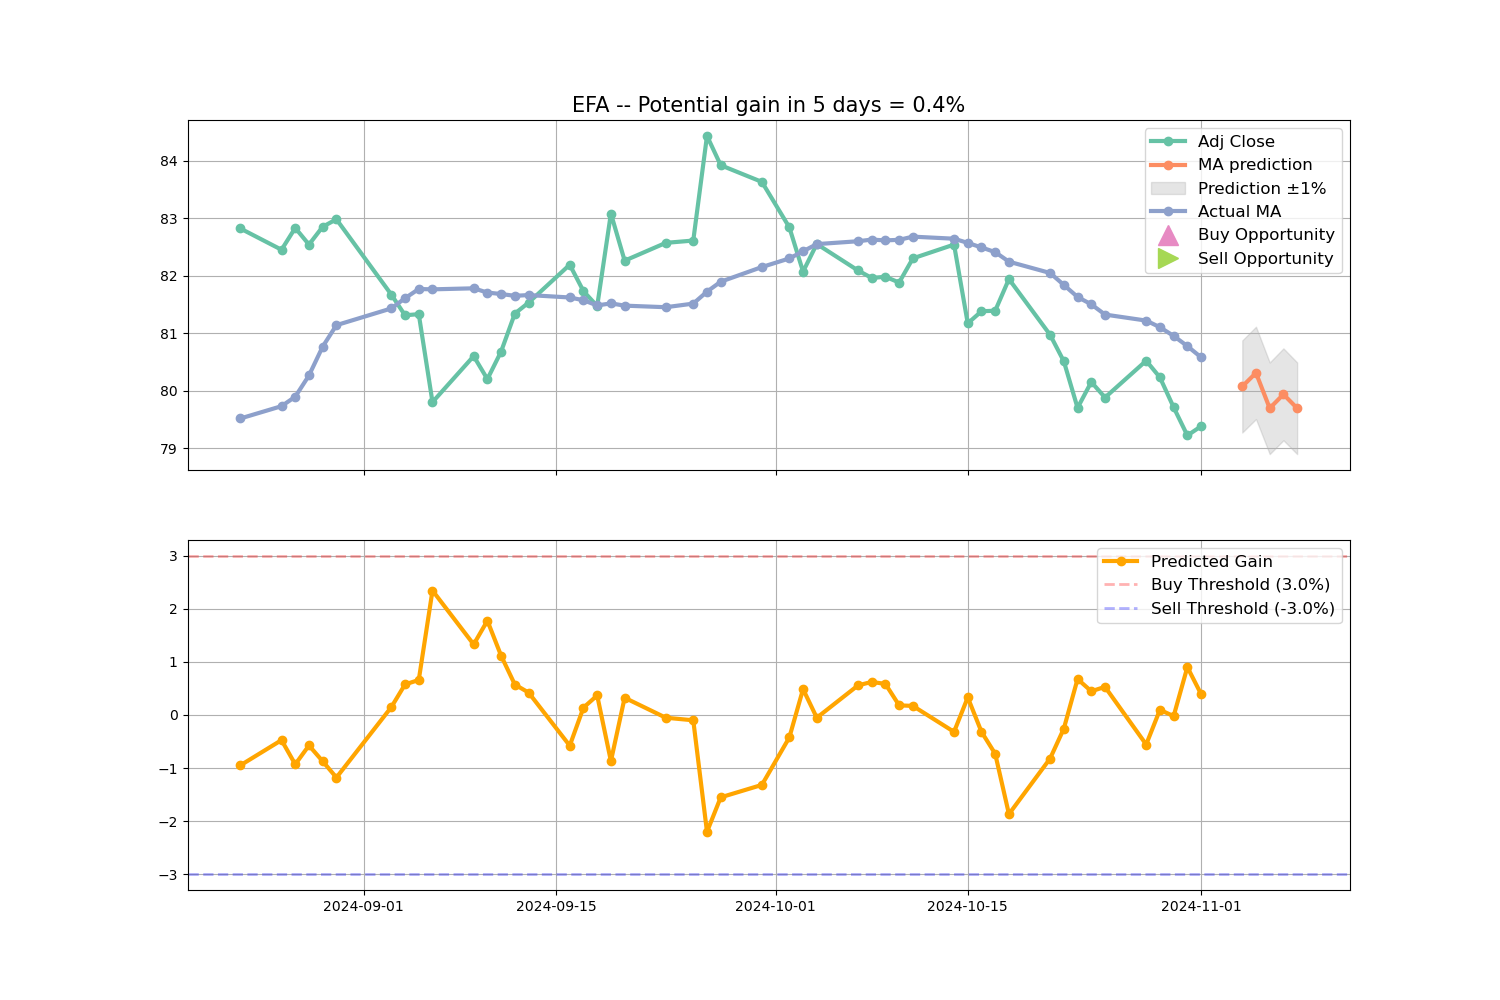 EFA -- Potential gain in 5 days = 0.4%
84
83
82
81
80
79
Adj Close
MA prediction
Prediction ±1%
Actual MA
Buy Opportunity
Sell Opportunity
3
2
1
0
−1
−2
−3
Predicted Gain
Buy Threshold (3.0%)
Sell Threshold (-3.0%)
2024-09-01
2024-09-15
2024-10-01
2024-10-15
2024-11-01